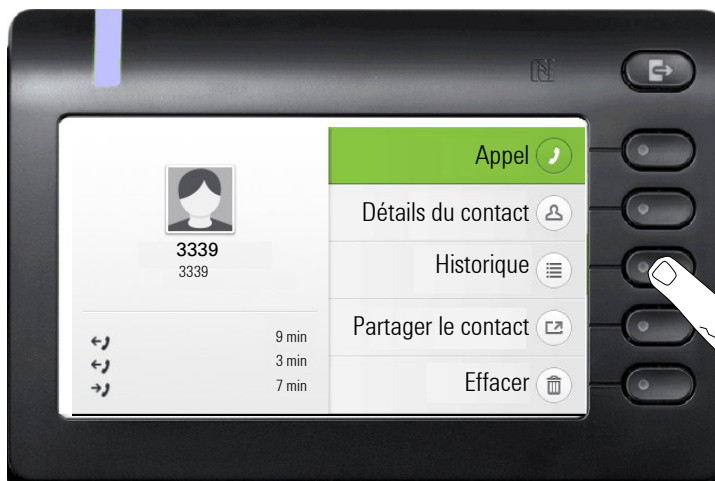 Appel
Détails du contact
3339
3339
Historique
Partager le contact
9 min
3 min
7 min
Effacer